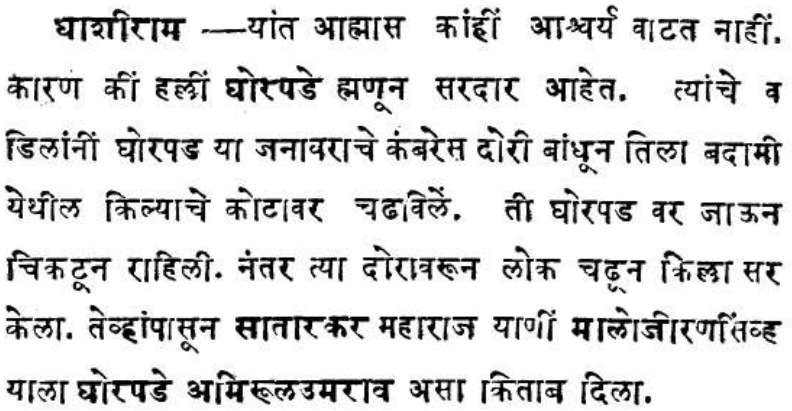 घाशीराम —यांत आह्मास कांहीं आश्चर्य वाटत नाहीं.
कारण कीं हल्लीं घोरपडे ह्मणून सरदार आहेत. त्यांचे व
डिलांनीं घोरपड या जनावराचे कंबरेस दोरी बांधून तिला बदामी
येथील किल्याचे कोटावर चढविलें. ती घोरपड वर जाऊन
चिकटून राहिली. नंतर त्या दोरावरून लोक चढून किल्ला सर
केला. तेव्हांपासून सातारकर महाराज याणीं मालोजीरणसिंव्ह
याला घोरपडे अमिरूलउमराव असा किताब दिला.